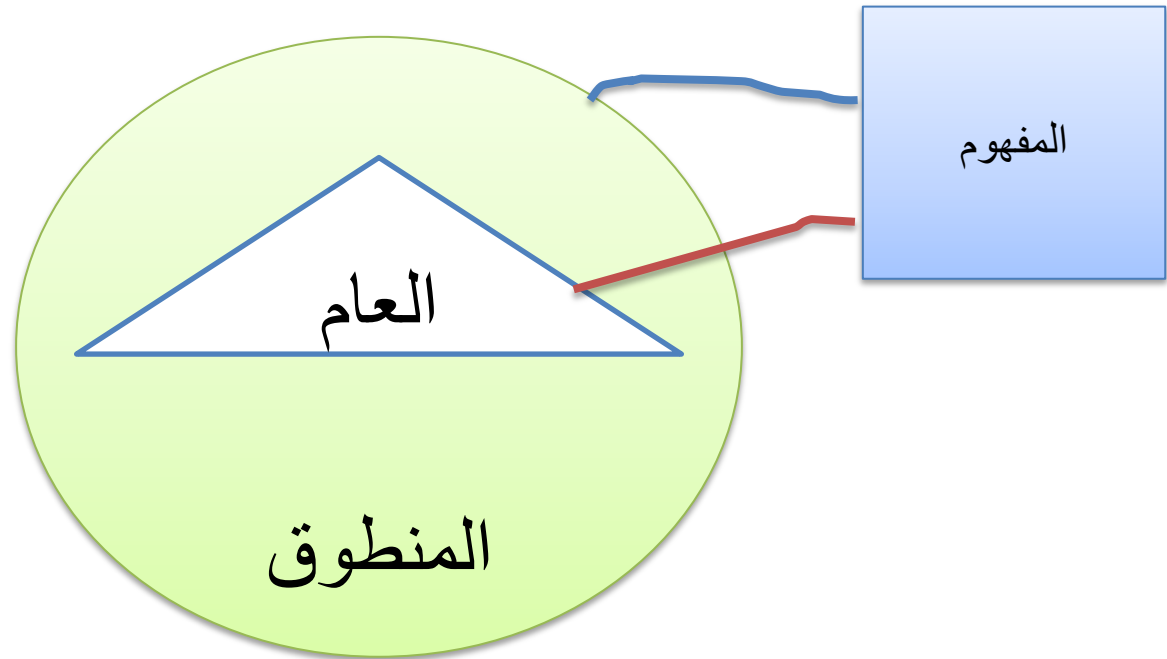 المفهوم
العام
المنطوق